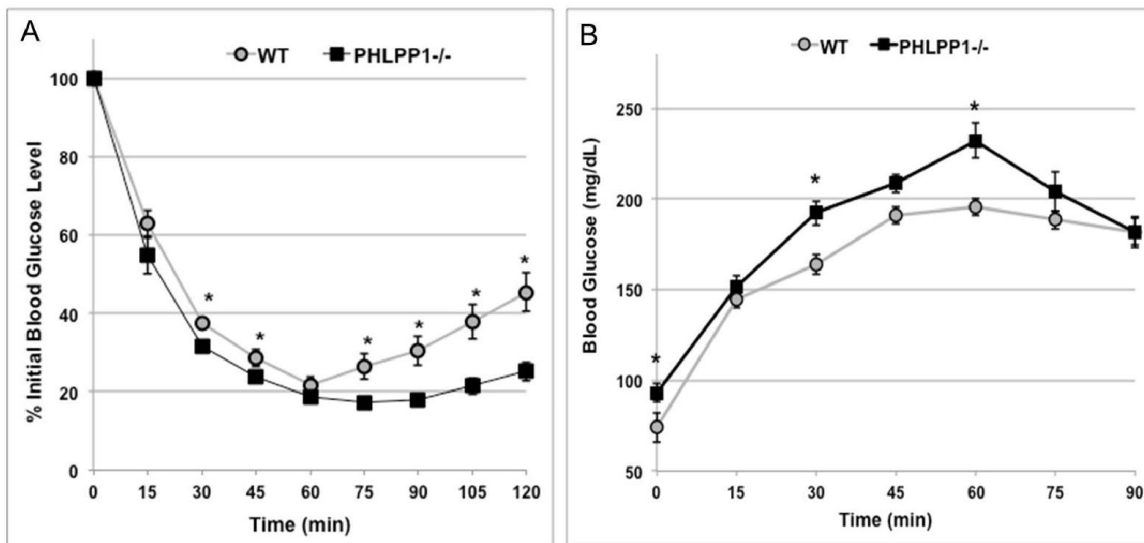 A
WT PHLPP1-/-
% Initial Blood Glucose Level
100
80
60
40
20
0
* * * * * *
0 15 30 45 60 75 90 105 120
Time (min)
B
WT PHLPP1-/-
Blood Glucose (mg/dL)
250
200
150
100
50
* * *
0 15 30 45 60 75 90
Time (min)